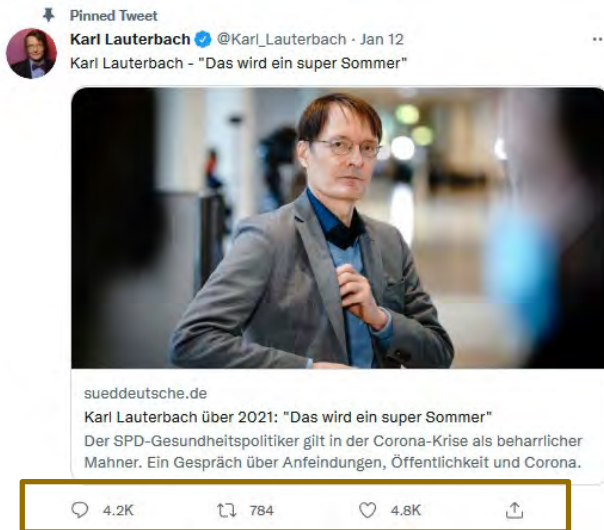 Pinned Tweet
Karl Lauterbach @Karl_Lauterbach · Jan 12
Karl Lauterbach - "Das wird ein super Sommer"
sueddeutsche.de
Karl Lauterbach über 2021: "Das wird ein super Sommer"
Der SPD-Gesundheitspolitiker gilt in der Corona-Krise als beharrlicher
Mahner. Ein Gespräch über Anfeindungen, Öffentlichkeit und Corona.
4.2K 784 4.8K